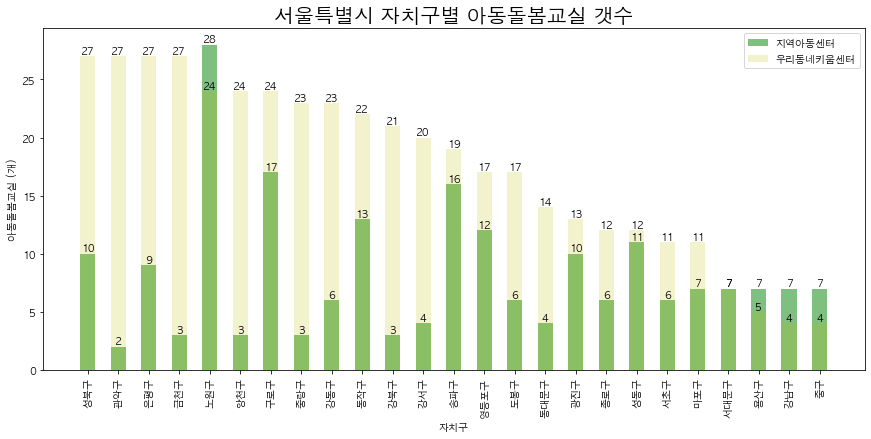 서울특별시 자치구별 아동돌봄교실 갯수
지역아동센터
우리동네키움센터
아동돌봄교실 (개)
25
20
15
10
5
0
27 27 27 27 28 24 24 23 23 22 21 20 19 17 17 14 13 12 12 11 11 7 7 7 7
10 2 9 3 24 3 17 3 6 13 3 4 16 12 6 4 10 6 11 6 7 7 5 4 4
성북구 관악구 은평구 금천구 노원구 양천구 구로구 중랑구 강동구 동작구 강북구 강서구 송파구 영등포구 도봉구 동대문구 광진구 종로구 성동구 서초구 마포구 서대문구 용산구 강남구 중구
자치구